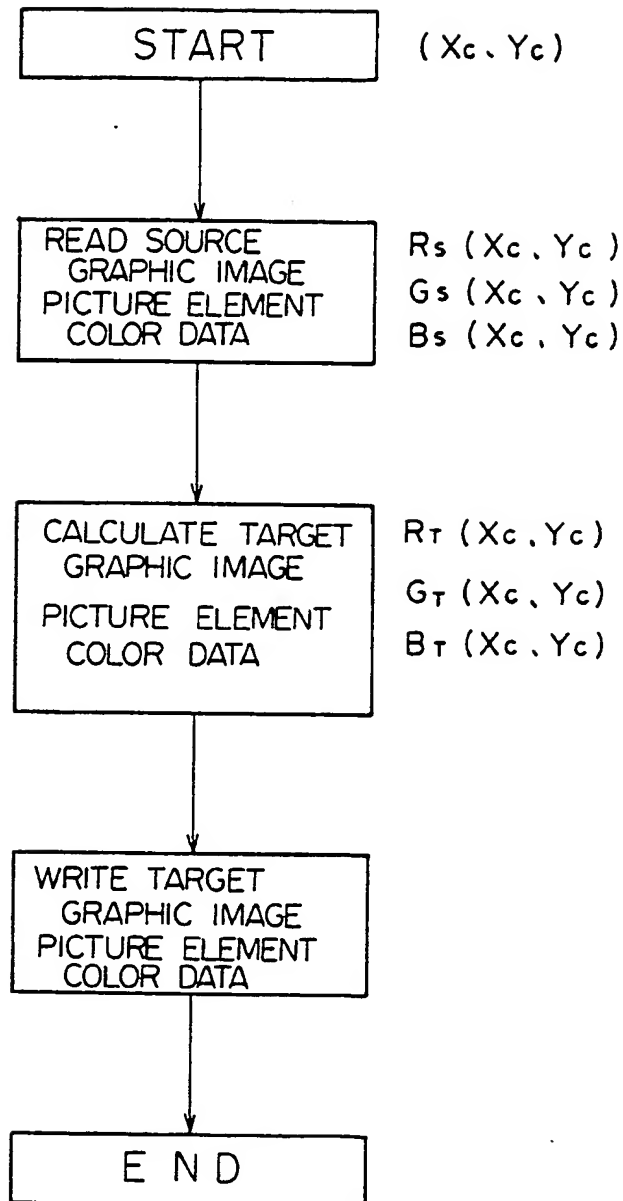 START (Xc、Yc)
READ SOURCE Rs (Xc、Yc)
GRAPHIC IMAGE Gs (Xc、Yc)
PICTURE ELEMENT Bs (Xc、Yc)
COLOR DATA
CALCULATE TARGET RT (Xc、Yc)
GRAPHIC IMAGE GT (Xc、Yc)
PICTURE ELEMENT BT (Xc、Yc)
COLOR DATA
WRITE TARGET
GRAPHIC IMAGE
PICTURE ELEMENT
COLOR DATA
END